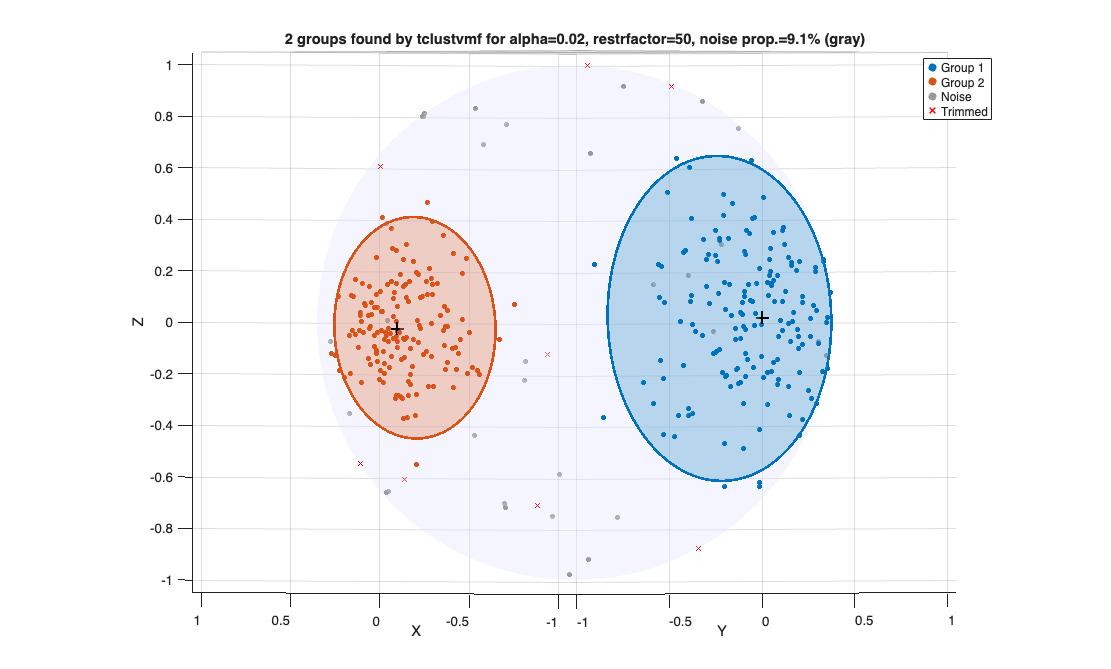 2 groups found by tclustvmf for alpha=0.02, restrfactor=50, noise prop.=9.1% (gray)
Group 1
Group 2
Noise
Trimmed
1
0.8
0.6
0.4
0.2
0
-0.2
-0.4
-0.6
-0.8
-1
Z
1
0.5
0
-0.5
-1
-1
-0.5
0
0.5
1
X
Y